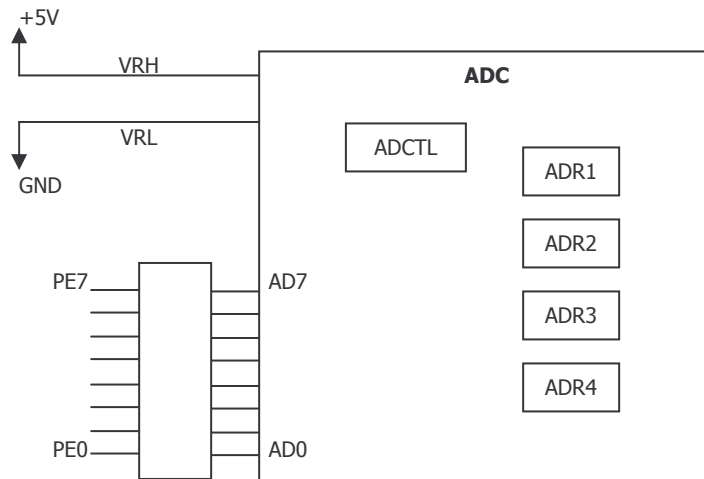 +5V
VRH
ADC
VRL
ADCTL
ADR1
GND
ADR2
PE7
AD7
ADR3
ADR4
PE0
AD0